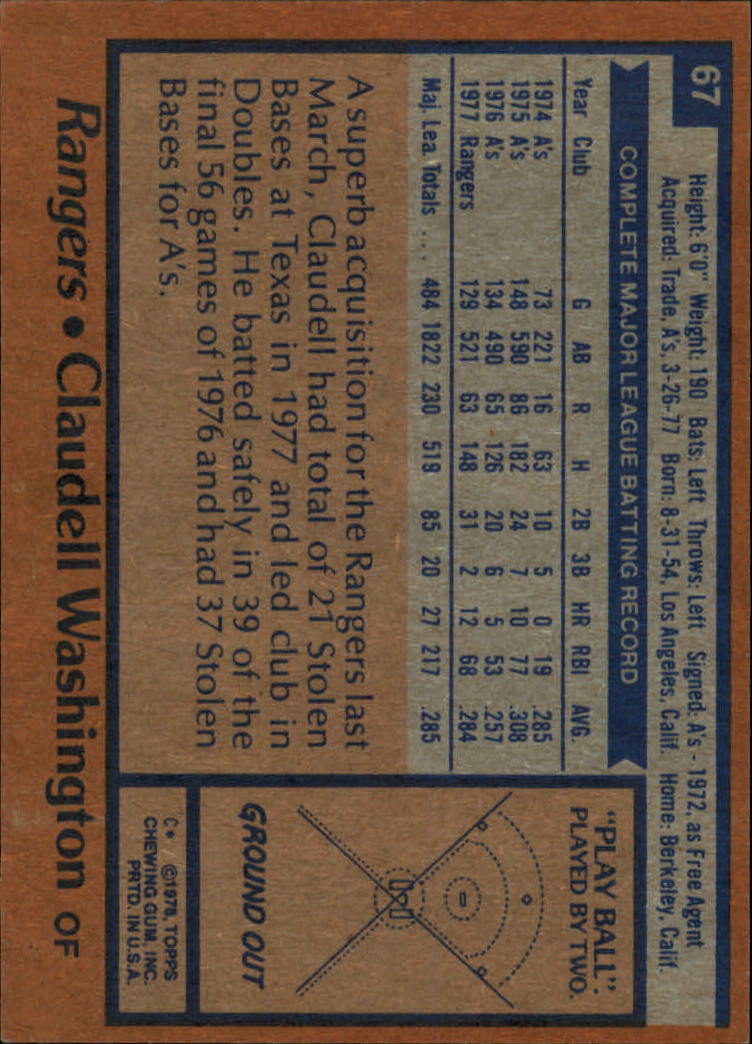 67
Height: 6'0" Weight: 190 Bats: Left Throws: Left Signed: A's - 1972, as Free Agent
Acquired: Trade, A's, 3-26-77 Born: 8-31-54, Los Angeles, Calif. Home: Berkeley, Calif.
COMPLETE MAJOR LEAGUE BATTING RECORD
Year Club G AB R H 2B 3B HR RBI AVG.
1974 A's 73 221 16 63 10 5 0 19 .285
1975 A's 148 590 86 182 24 7 10 77 .308
1976 A's 134 490 65 126 20 6 5 53 .257
1977 Rangers 129 521 63 148 31 2 12 68 .284
Maj. Lea. Totals ... 484 1822 230 519 85 20 27 217 .285
A superb acquisition for the Rangers last
March, Claudell had total of 21 Stolen
Bases at Texas in 1977 and led club in
Doubles. He batted safely in 39 of the
final 56 games of 1976 and had 37 Stolen
Bases for A's.
"PLAY BALL":
PLAYED BY TWO.
GROUND OUT
C* ©1978, TOPPS
CHEWING GUM, INC.
PRTD. IN U.S.A.
Rangers • Claudell Washington OF